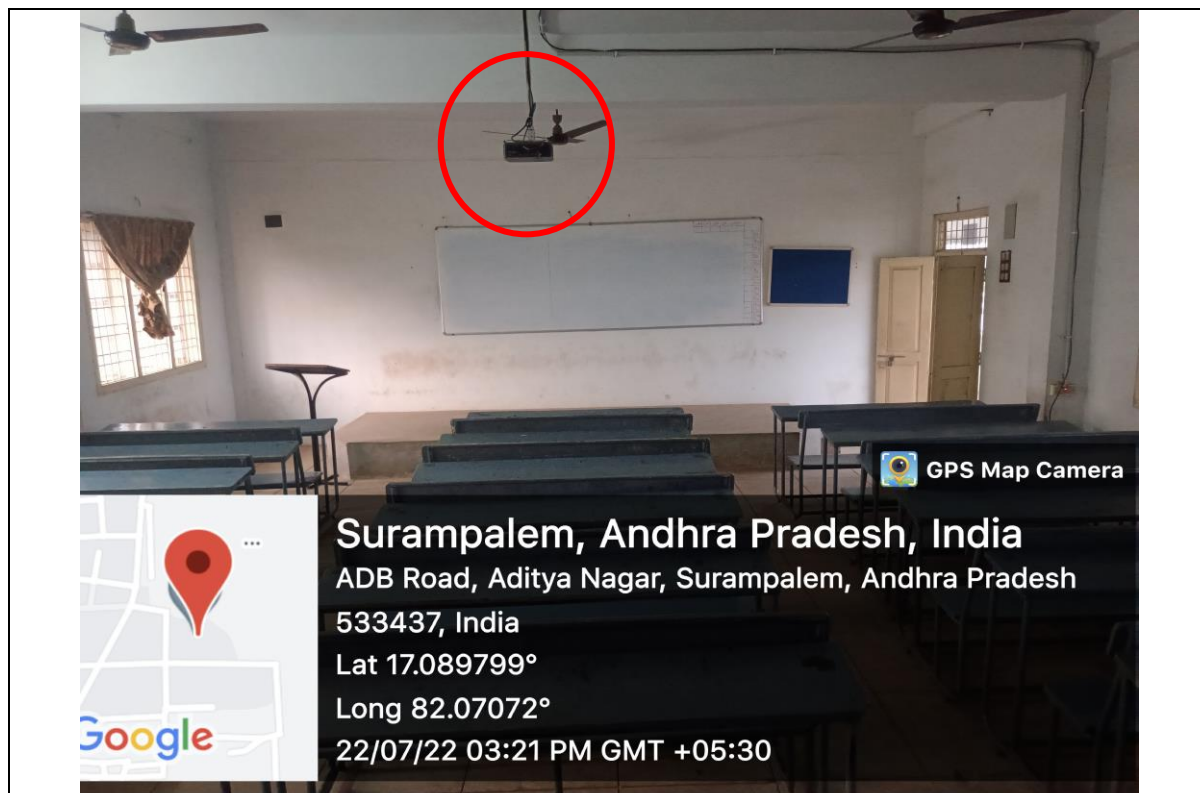 GPS Map Camera
Surampalem, Andhra Pradesh, India
ADB Road, Aditya Nagar, Surampalem, Andhra Pradesh
533437, India
Lat 17.089799°
Long 82.07072°
22/07/22 03:21 PM GMT +05:30
Google